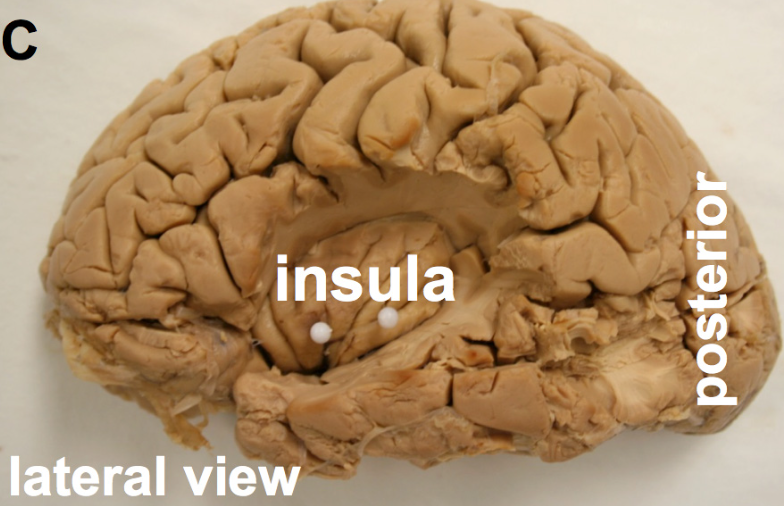 C
insula
posterior
lateral view